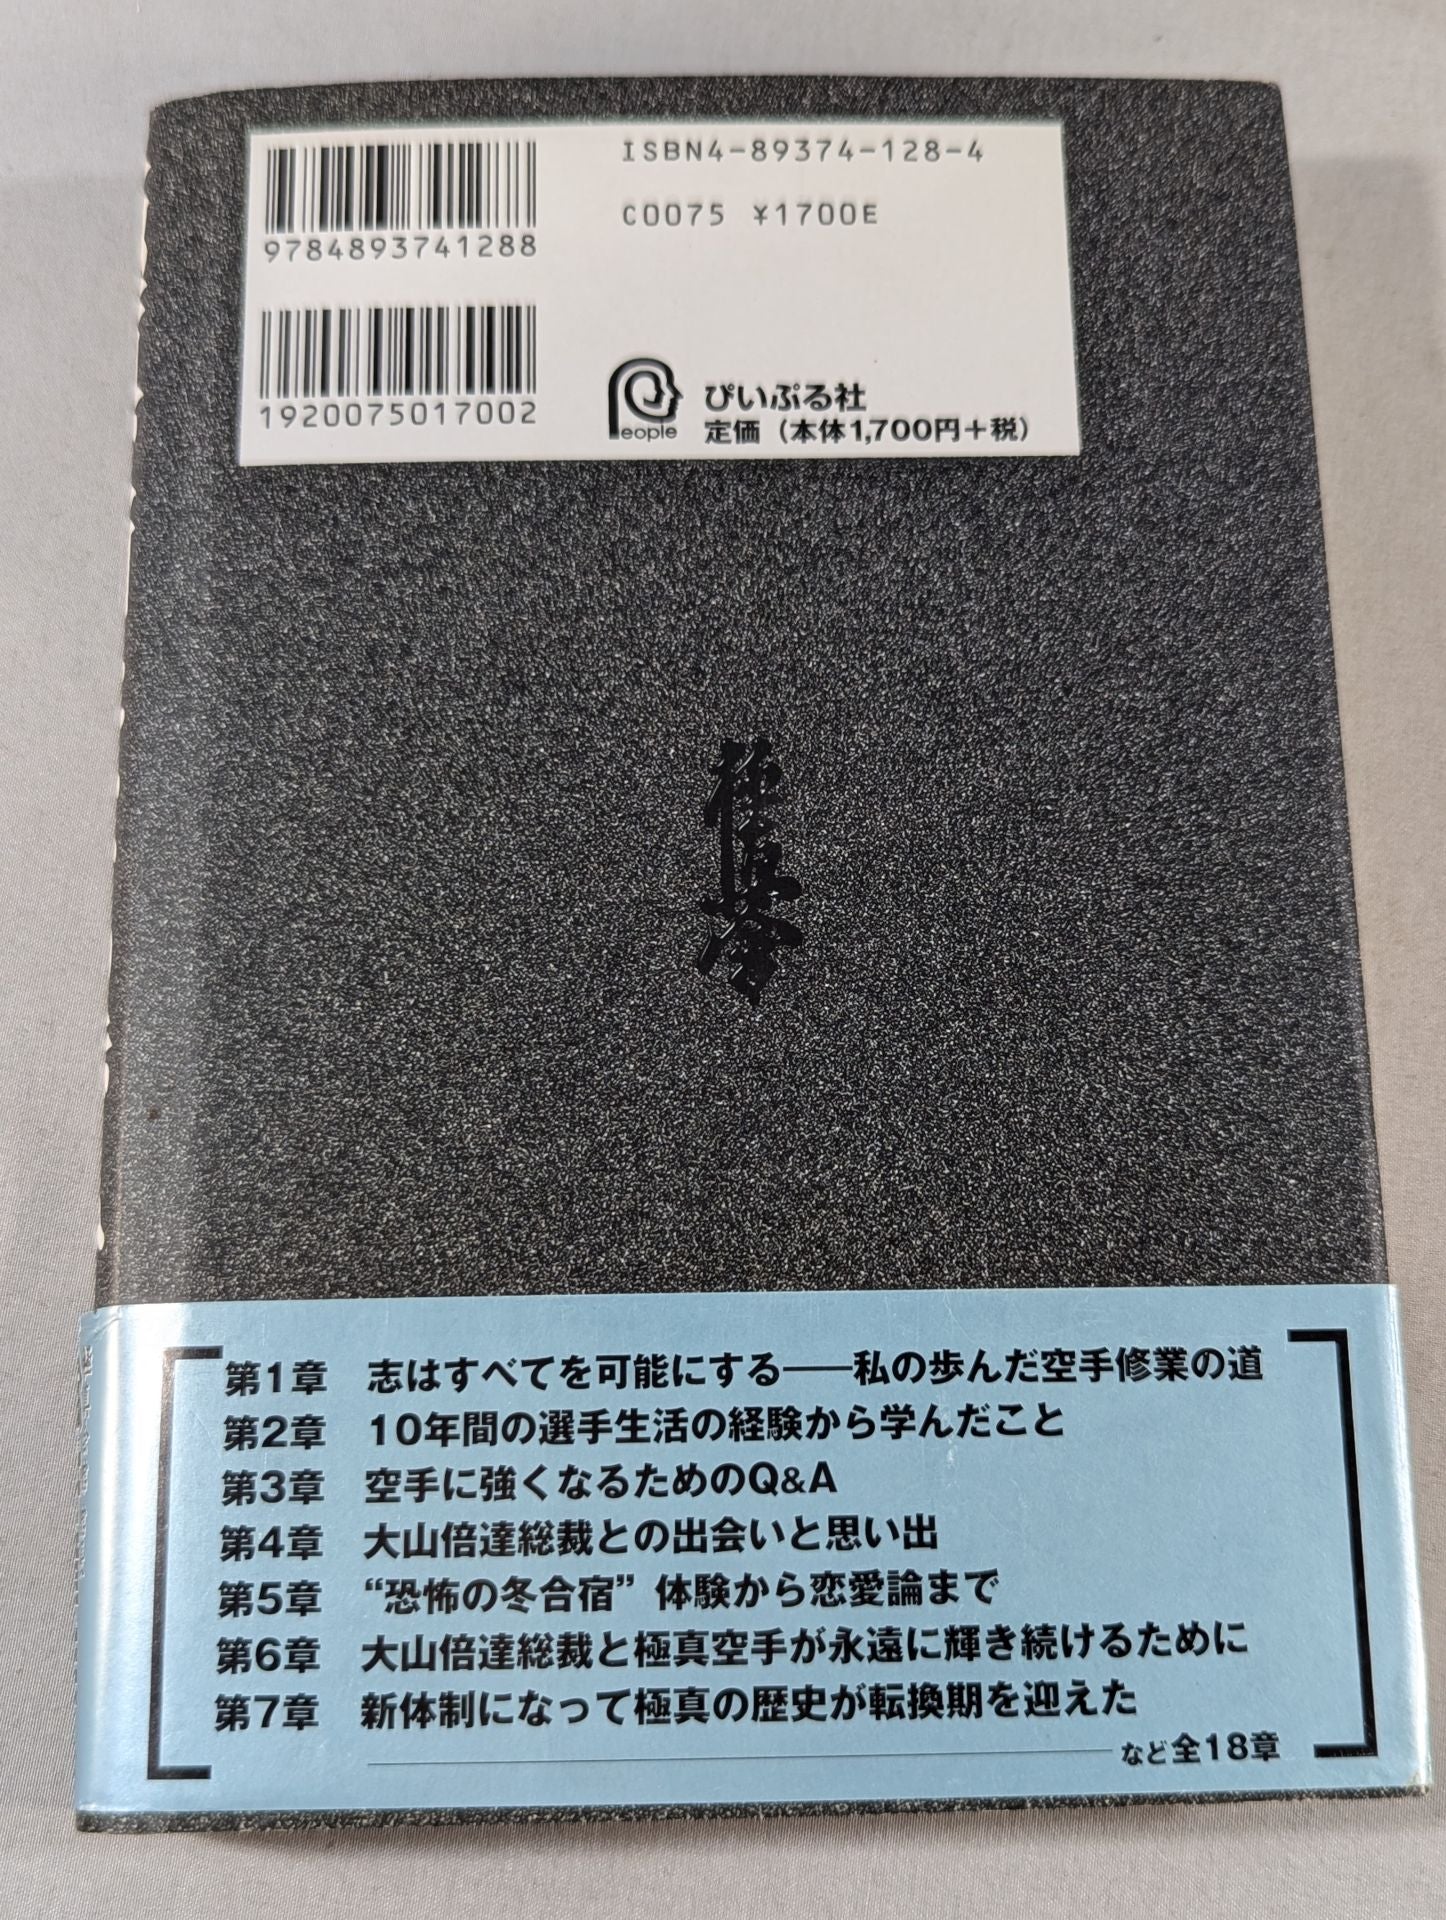 ISBN4-89374-128-4
C0075 ¥1700E
9784893741288
1920075017002
People
ぴいぷる社
定価（本体1,700円+税）
極真会
第1章 志はすべてを可能にする――私の歩んだ空手修業の道
第2章 10年間の選手生活の経験から学んだこと
第3章 空手に強くなるためのQ&A
第4章 大山倍達総裁との出会いと思い出
第5章 “恐怖の冬合宿”体験から恋愛論まで
第6章 大山倍達総裁と極真空手が永遠に輝き続けるために
第7章 新体制になって極真の歴史が転換期を迎えた
など全18章